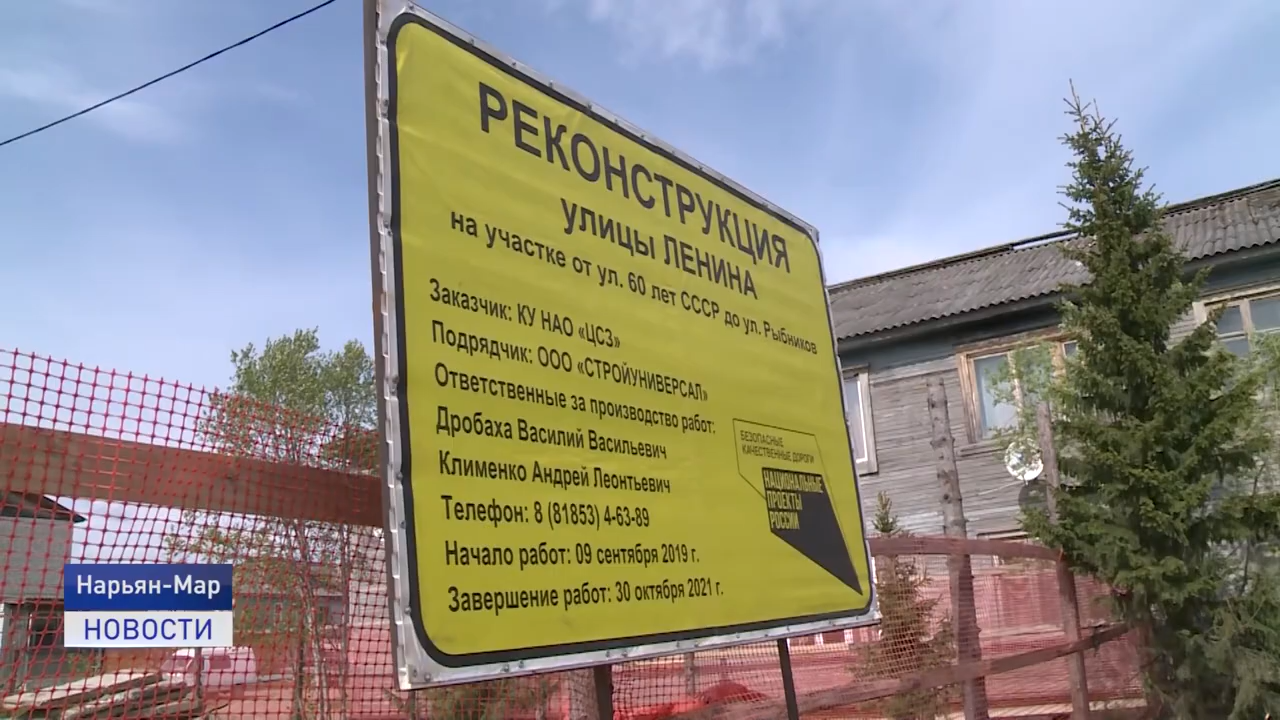 РЕКОНСТРУКЦИЯ
УЛИЦЫ ЛЕНИНА
на участке от ул. 60 лет СССР до ул. Рыбников
Заказчик: КУ НАО «ЦСЗ»
Подрядчик: ООО «СТРОЙУНИВЕРСАЛ»
Ответственные за производство работ:
Дробаха Василий Васильевич
Клименко Андрей Леонтьевич
Телефон: 8 (81853) 4-63-89
Начало работ: 09 сентября 2019 г.
Завершение работ: 30 октября 2021 г.
БЕЗОПАСНЫЕ
КАЧЕСТВЕННЫЕ ДОРОГИ
НАЦИОНАЛЬНЫЕ
ПРОЕКТЫ
РОССИИ
Нарьян-Мар
НОВОСТИ